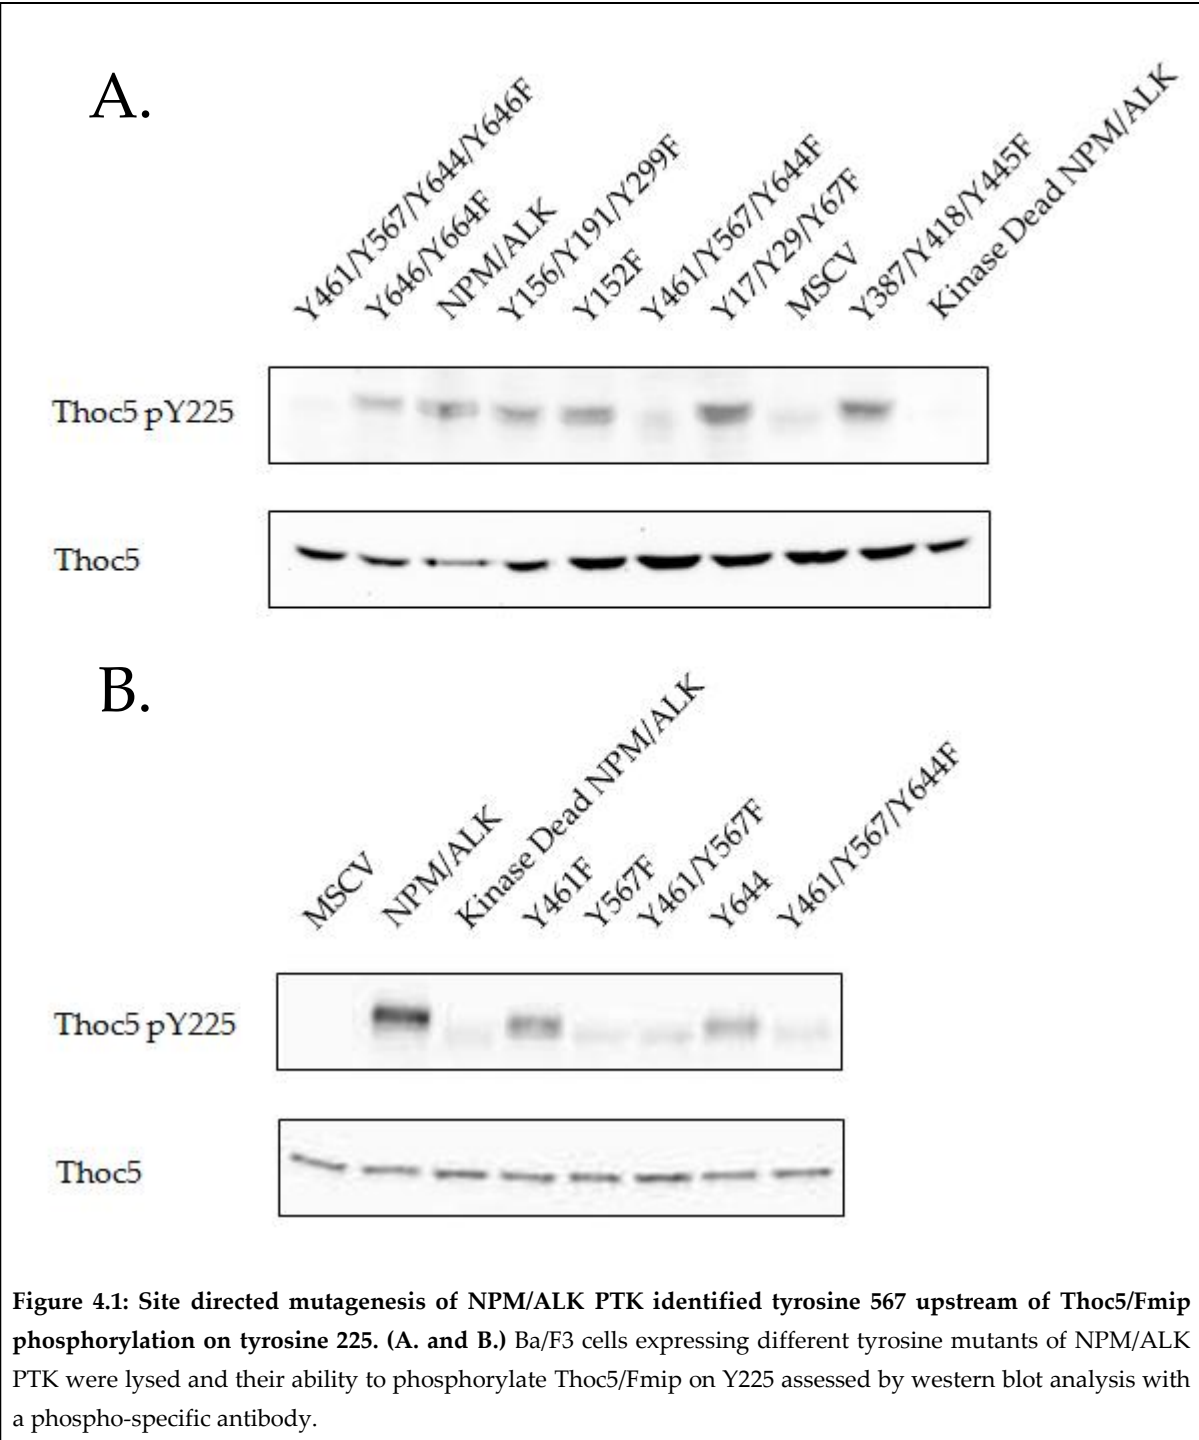 A.
Y461/Y567/Y644/Y646F
Y646/Y664F
NPM/ALK
Y156/Y191/Y299F
Y152F
Y461/Y567/Y644F
Y17/Y29/Y67F
MSCV
Y387/Y418/Y445F
Kinase Dead NPM/ALK
Thoc5 pY225
Thoc5
B.
MSCV
NPM/ALK
Kinase Dead NPM/ALK
Y461F
Y567F
Y461/Y567F
Y644
Y461/Y567/Y644F
Thoc5 pY225
Thoc5
Figure 4.1: Site directed mutagenesis of NPM/ALK PTK identified tyrosine 567 upstream of Thoc5/Fmip
phosphorylation on tyrosine 225. (A. and B.) Ba/F3 cells expressing different tyrosine mutants of NPM/ALK
PTK were lysed and their ability to phosphorylate Thoc5/Fmip on Y225 assessed by western blot analysis with
a phospho-specific antibody.